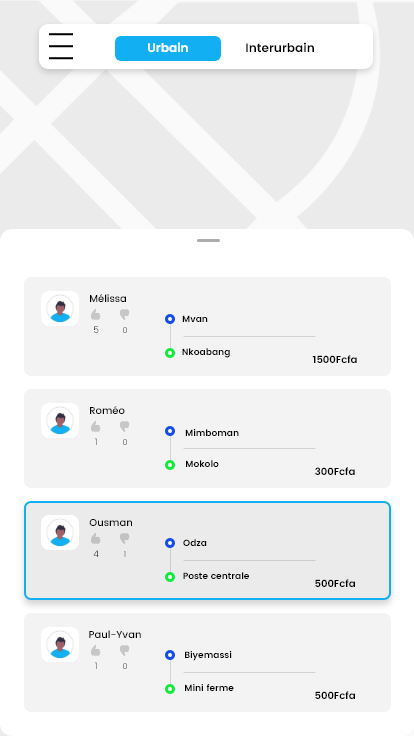 Urbain Interurbain
Mélissa
5 0
Mvan
Nkoabang
1500Fcfa
Roméo
1 0
Mimboman
Mokolo
300Fcfa
Ousman
4 1
Odza
Poste centrale
500Fcfa
Paul-Yvan
1 0
Biyemassi
Mini ferme
500Fcfa